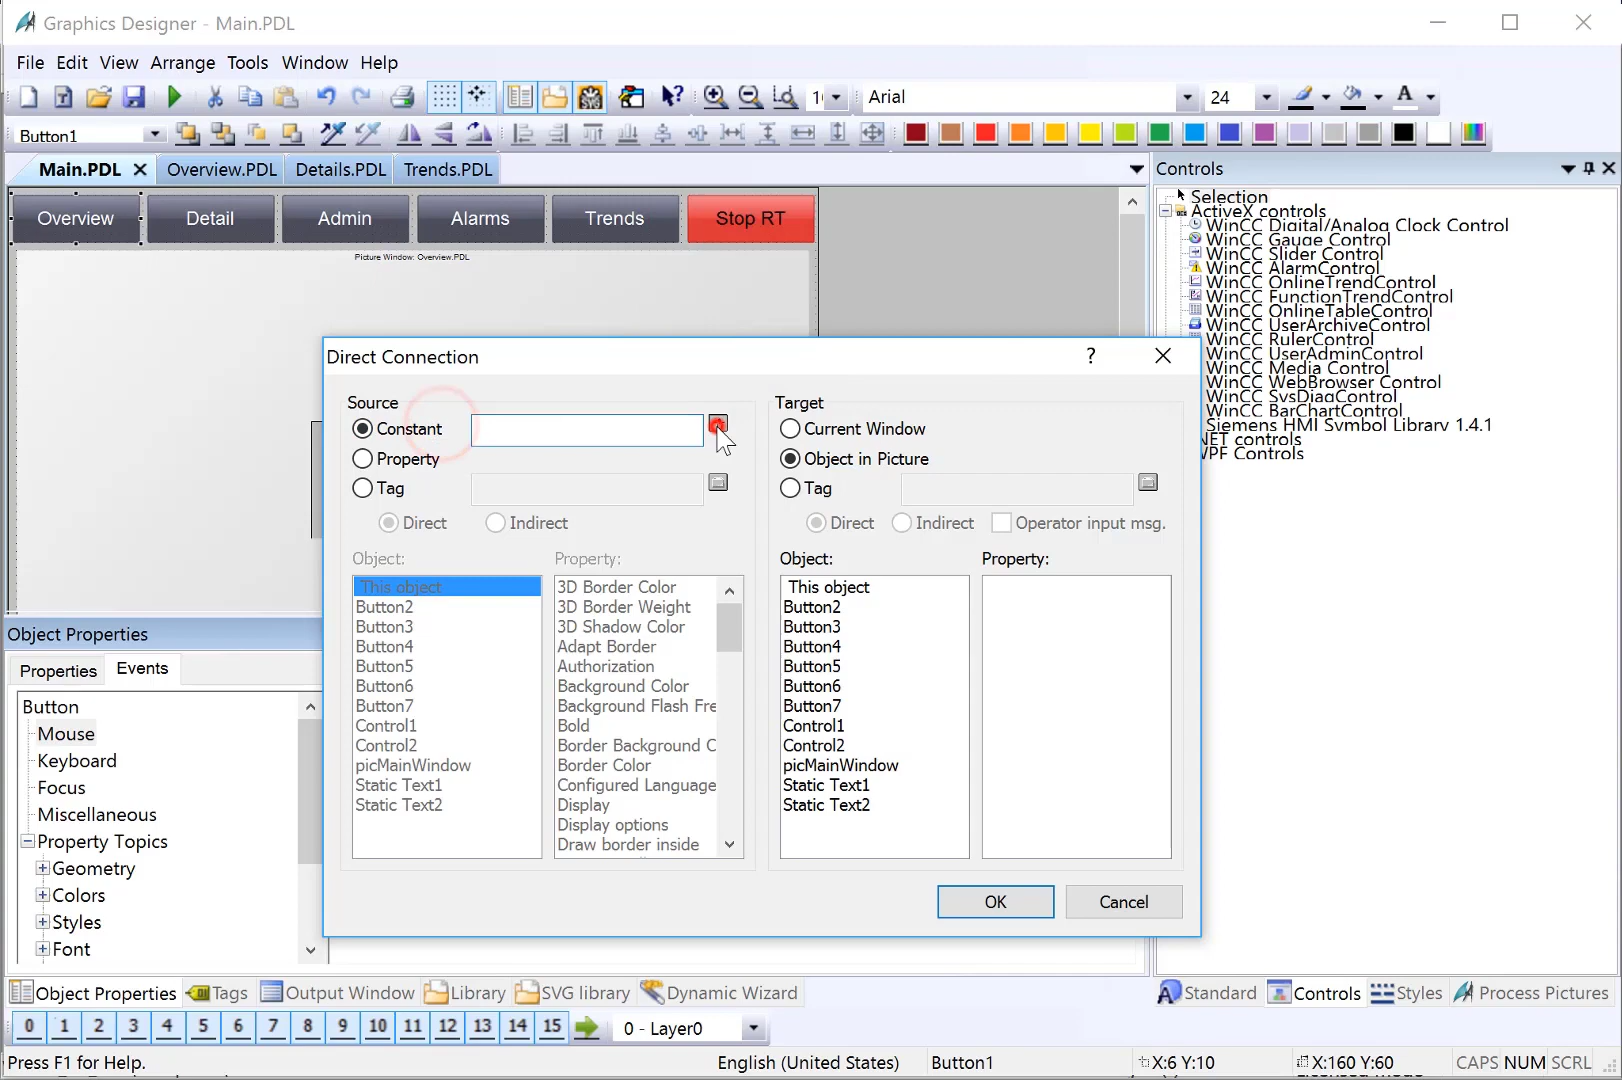 Graphics Designer - Main.PDL
File Edit View Arrange Tools Window Help
Arial 24
Button1
Main.PDL Overview.PDL Details.PDL Trends.PDL
Overview Detail Admin Alarms Trends Stop RT
Picture Window: Overview.PDL
Controls
Selection
ActiveX controls
WinCC Digital/Analog Clock Control
WinCC Gauge Control
WinCC Slider Control
WinCC AlarmControl
WinCC OnlineTrendControl
WinCC FunctionTrendControl
WinCC OnlineTableControl
WinCC UserArchiveControl
WinCC RulerControl
WinCC UserAdminControl
WinCC Media Control
WinCC WebBrowser Control
WinCC SysDiagControl
WinCC BarChartControl
Siemens HMI Symbol Library 1.4.1
NET controls
WPF Controls
Direct Connection
Source
Constant
Property
Tag
Direct Indirect
Object: Property:
This object
Button2
Button3
Button4
Button5
Button6
Button7
Control1
Control2
picMainWindow
Static Text1
Static Text2
3D Border Color
3D Border Weight
3D Shadow Color
Adapt Border
Authorization
Background Color
Background Flash Fre
Bold
Border Background C
Border Color
Configured Language
Display
Display options
Draw border inside
Target
Current Window
Object in Picture
Tag
Direct Indirect Operator input msg.
Object: Property:
This object
Button2
Button3
Button4
Button5
Button6
Button7
Control1
Control2
picMainWindow
Static Text1
Static Text2
OK Cancel
Object Properties
Properties Events
Button
Mouse
Keyboard
Focus
Miscellaneous
Property Topics
Geometry
Colors
Styles
Font
Object Properties Tags Output Window Library SVG library Dynamic Wizard
Standard Controls Styles Process Pictures
0 1 2 3 4 5 6 7 8 9 10 11 12 13 14 15 0 - Layer0
Press F1 for Help. English (United States) Button1 X:6 Y:10 X:160 Y:60 CAPS NUM SCRL